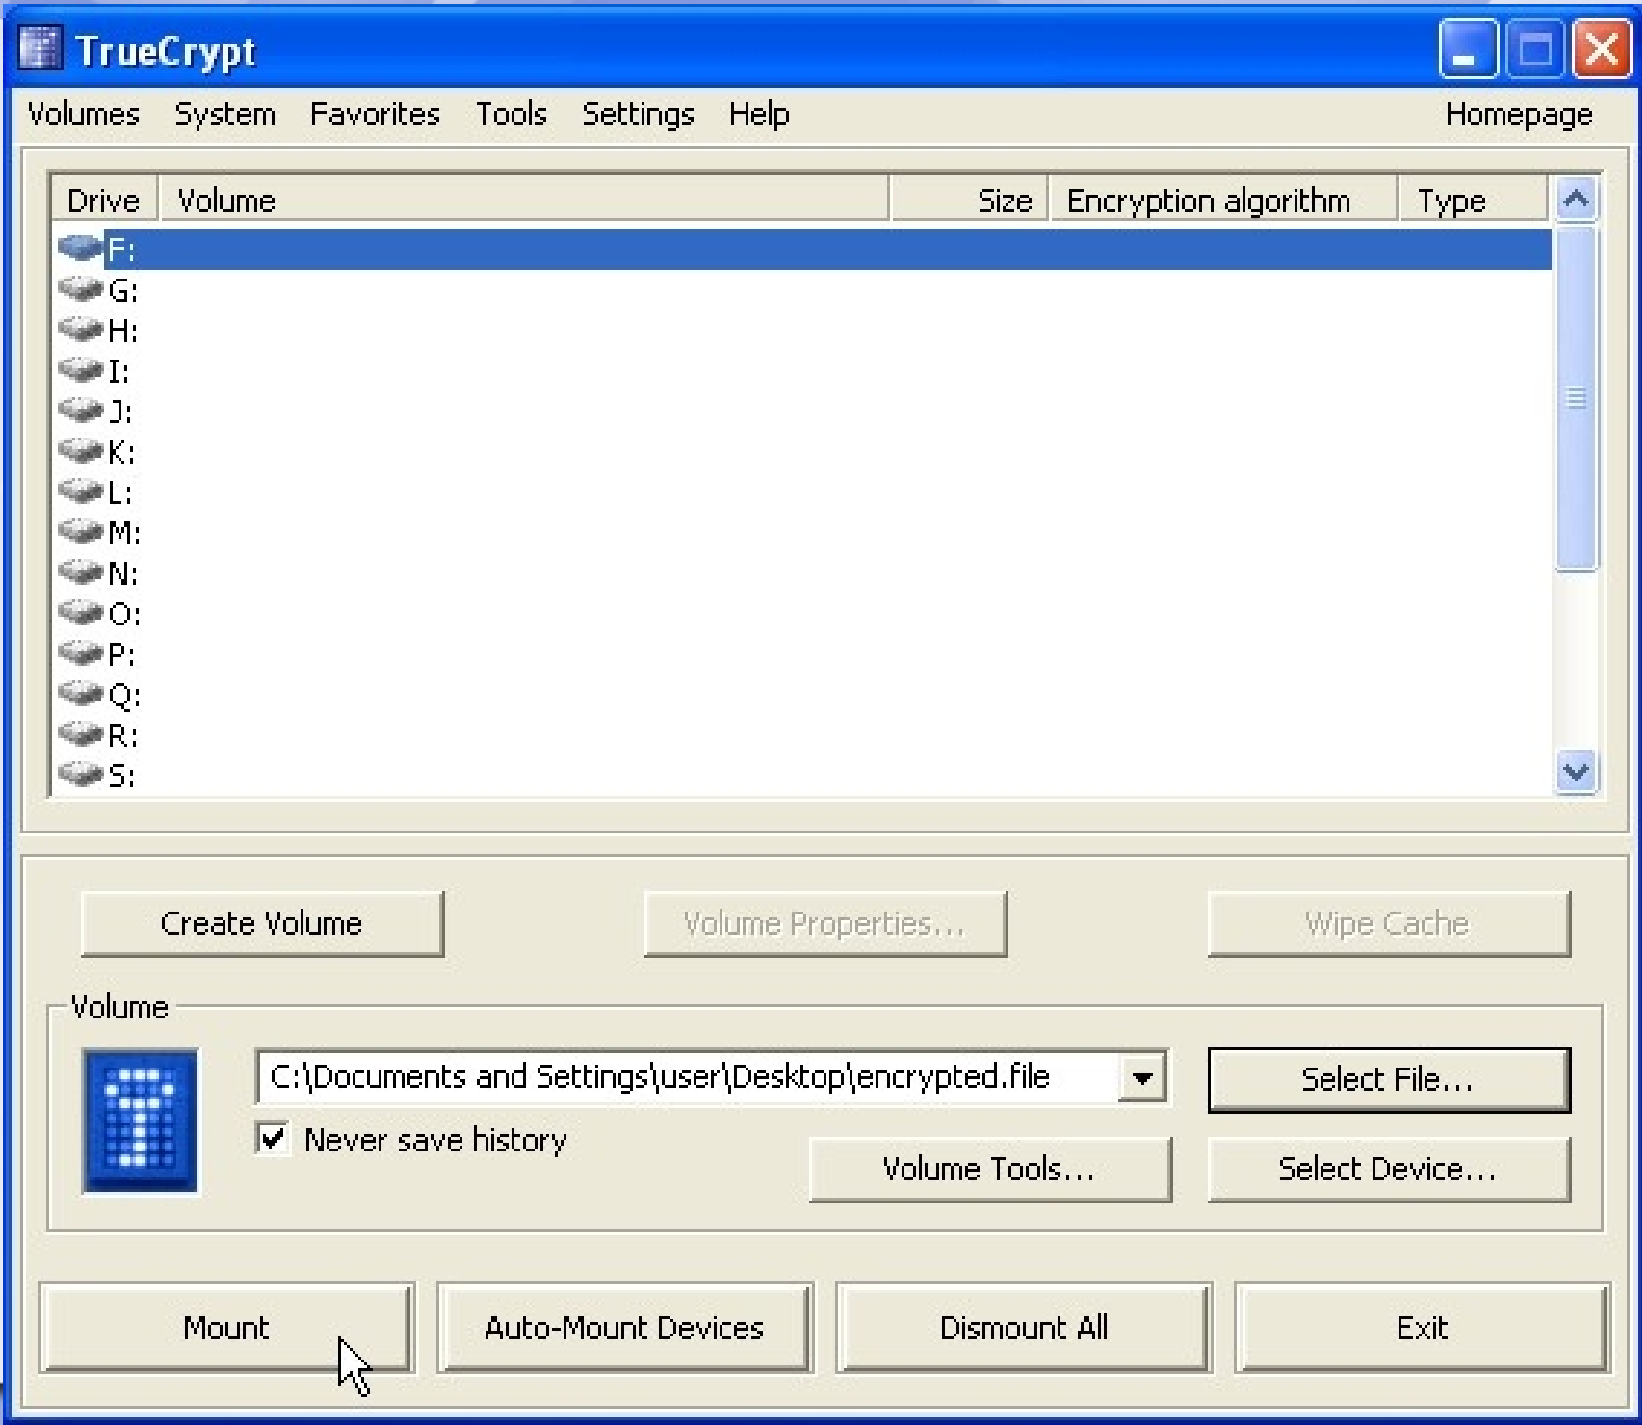 TrueCrypt
Volumes System Favorites Tools Settings Help Homepage
Drive Volume Size Encryption algorithm Type
F:
G:
H:
I:
J:
K:
L:
M:
N:
O:
P:
Q:
R:
S:
Create Volume Volume Properties... Wipe Cache
Volume
C:\Documents and Settings\user\Desktop\encrypted.file Select File...
Never save history
Volume Tools... Select Device...
Mount Auto-Mount Devices Dismount All Exit